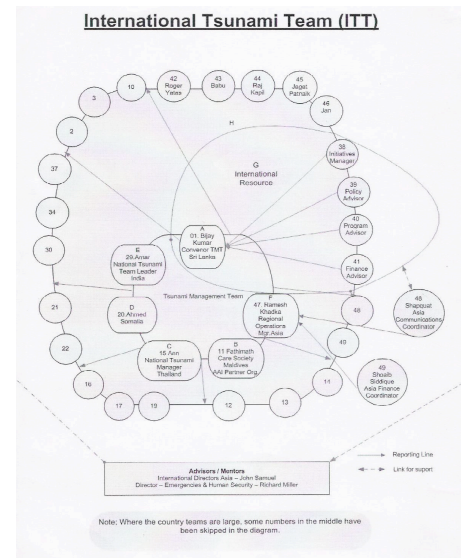 International Tsunami Team (ITT)
10
42
Roger
Yates
43
Babu
44
Raj
Kapil
45
Jagat
Patnaik
46
Jan
3
2
37
34
30
21
22
16
17
19
12
13
14
H
G
International
Resource
38
Initiatives
Manager
39
Policy
Advisor
40
Program
Advisor
41
Finance
Advisor
A
01. Bijay
Kumar
Convenor TMT
Sri Lanka
E
29.Amar
National Tsunami
Team Leader
India
Tsunami Management Team
D
20.Ahmed
Somalia
F
47. Ramesh
Khadka
Regional
Operations
Mgr.Asia
C
15 Ann
National Tsunami
Manager
Thailand
B
11 Fathimath
Care Society
Maldives
AAI Partner Org.
48
49
48
Shapquat
Asia
Communications
Coordinator
49
Shoaib
Siddique
Asia Finance
Coordinator
Advisors / Mentors
International Directors Asia – John Samuel
Director – Emergencies & Human Security – Richard Miller
Reporting Line
Link for suport
Note: Where the country teams are large, some numbers in the middle have
been skipped in the diagram.